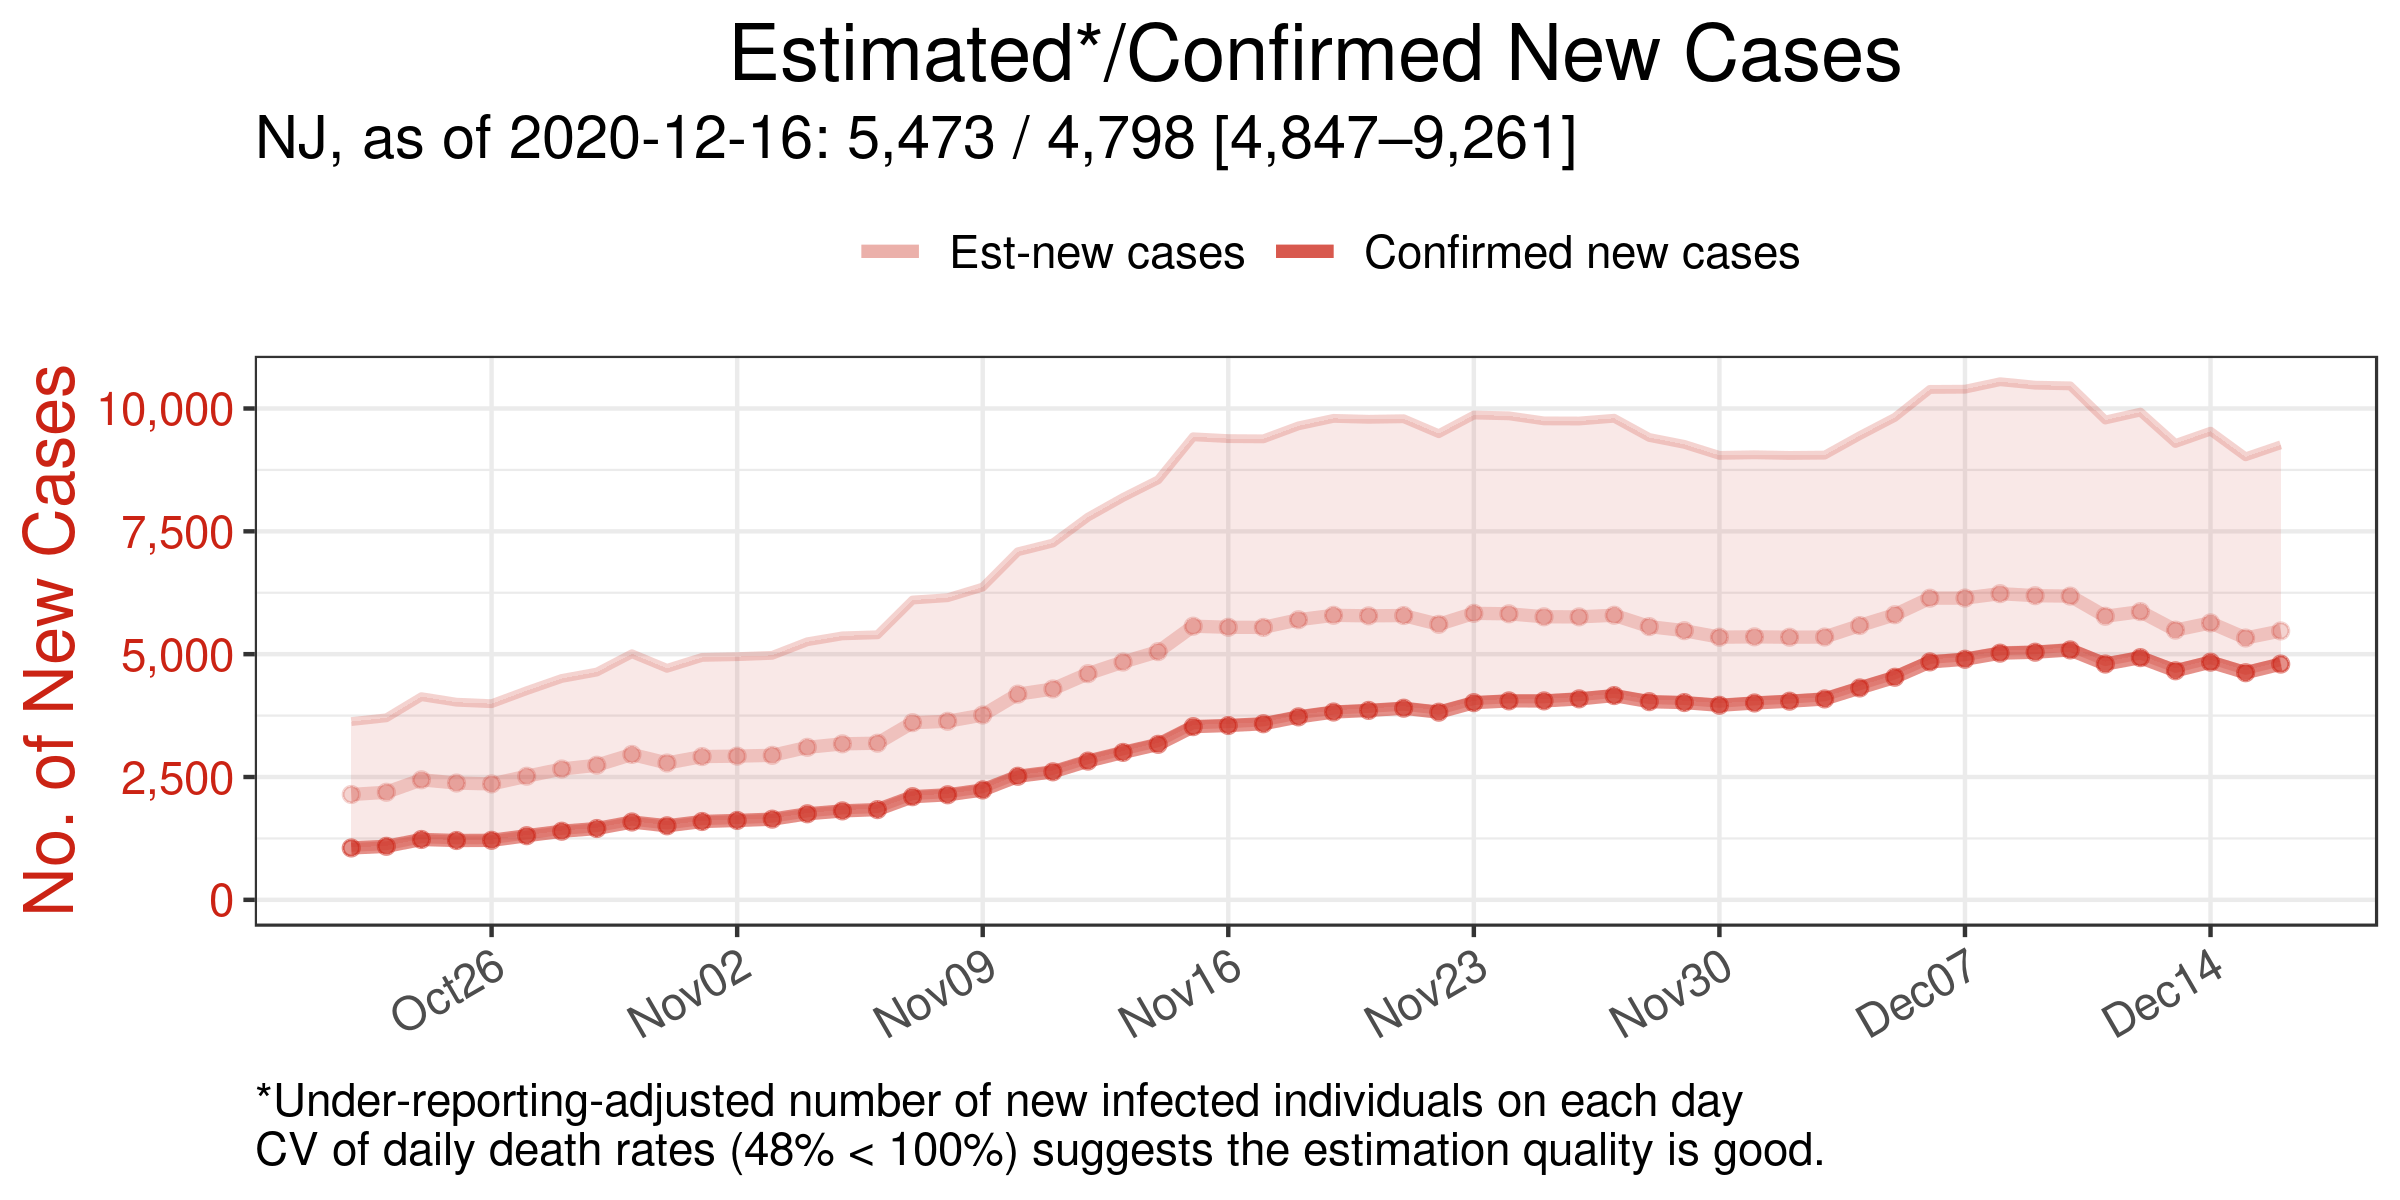 Estimated*/Confirmed New Cases
NJ, as of 2020-12-16: 5,473 / 4,798 [4,847–9,261]
Est-new cases
Confirmed new cases
No. of New Cases
10,000
7,500
5,000
2,500
0
Oct26
Nov02
Nov09
Nov16
Nov23
Nov30
Dec07
Dec14
*Under-reporting-adjusted number of new infected individuals on each day
CV of daily death rates (48% < 100%) suggests the estimation quality is good.